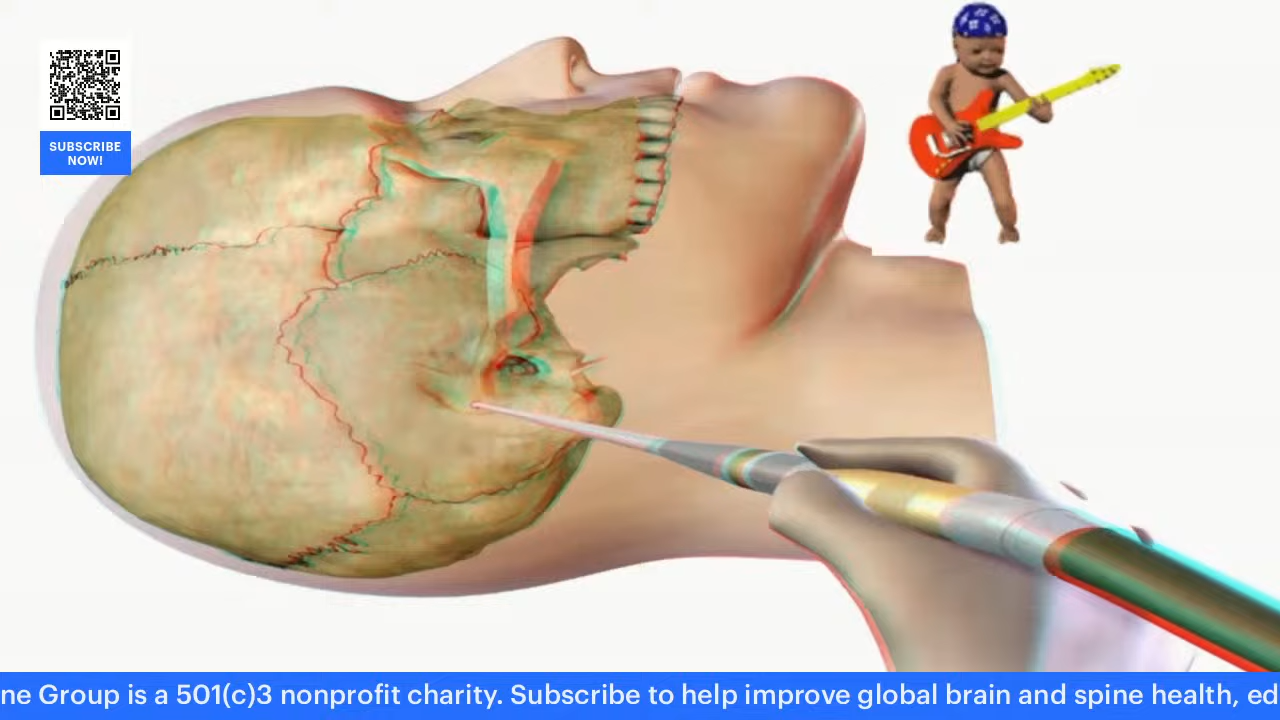 SUBSCRIBE
NOW!
ne Group is a 501(c)3 nonprofit charity. Subscribe to help improve global brain and spine health, ed